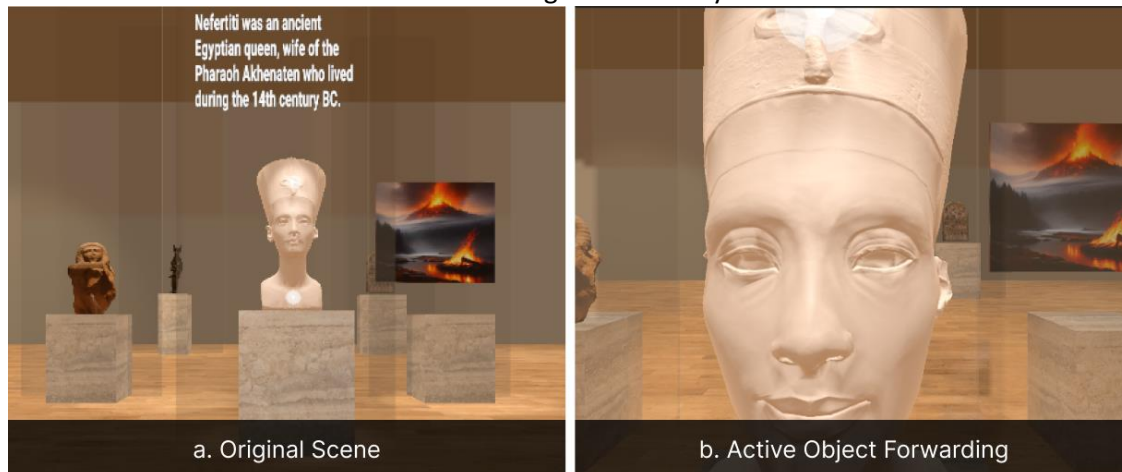 Nefertiti was an ancient
Egyptian queen, wife of the
Pharaoh Akhenaten who lived
during the 14th century BC.
a. Original Scene
b. Active Object Forwarding